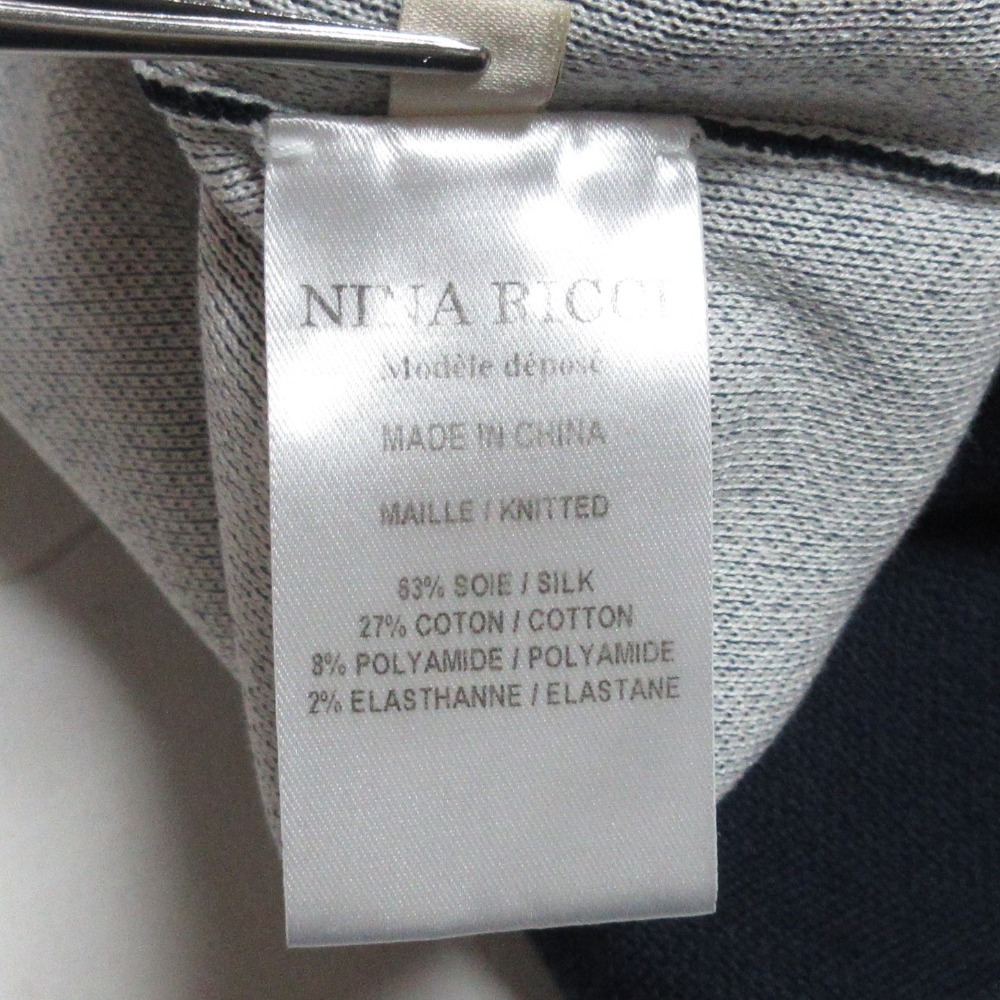 NINA RICCI
Modèle déposé
MADE IN CHINA
MAILLE / KNITTED
63% SOIE / SILK
27% COTON / COTTON
8% POLYAMIDE / POLYAMIDE
2% ELASTHANNE / ELASTANE